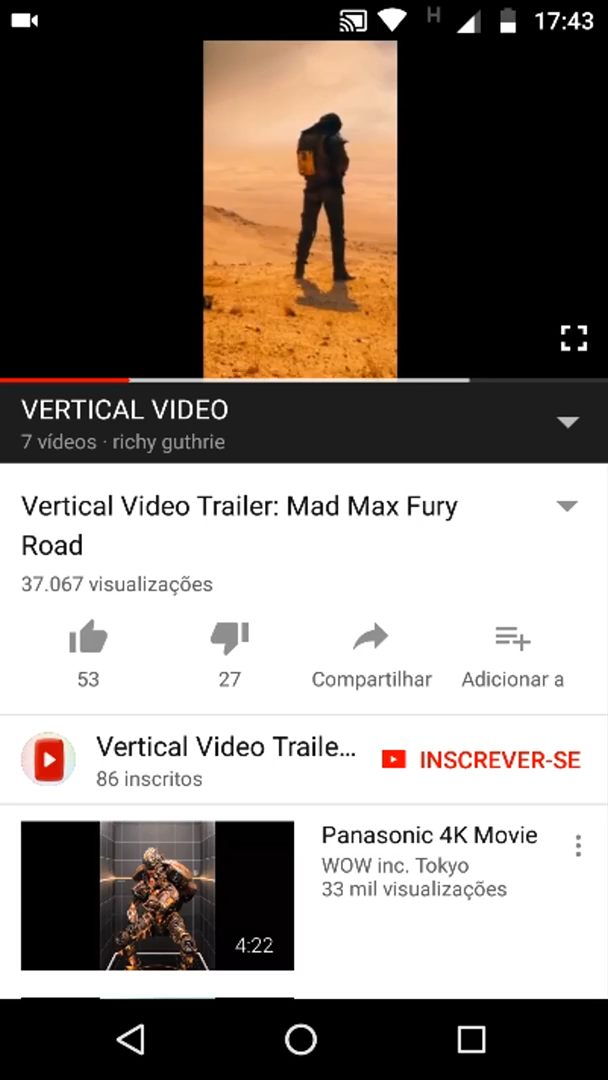 H 17:43
VERTICAL VIDEO
7 vídeos · richy guthrie
Vertical Video Trailer: Mad Max Fury
Road
37.067 visualizações
53
27
Compartilhar
Adicionar a
Vertical Video Traile...
INSCREVER-SE
86 inscritos
Panasonic 4K Movie
WOW inc. Tokyo
33 mil visualizações
4:22